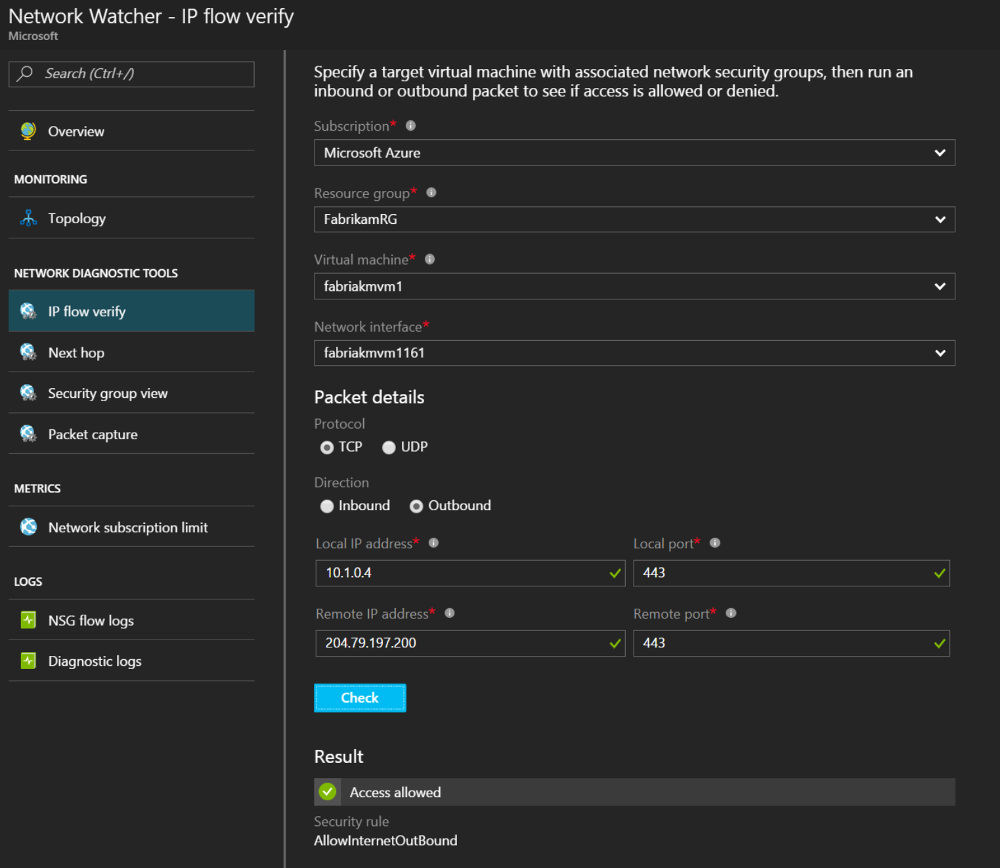 Network Watcher - IP flow verify
Microsoft
Search (Ctrl+/)
Overview
MONITORING
Topology
NETWORK DIAGNOSTIC TOOLS
IP flow verify
Next hop
Security group view
Packet capture
METRICS
Network subscription limit
LOGS
NSG flow logs
Diagnostic logs
Specify a target virtual machine with associated network security groups, then run an
inbound or outbound packet to see if access is allowed or denied.
Subscription*
Microsoft Azure
Resource group*
FabrikamRG
Virtual machine*
fabriakmvm1
Network interface*
fabriakmvm1161
Packet details
Protocol
TCP UDP
Direction
Inbound Outbound
Local IP address* Local port*
10.1.0.4 443
Remote IP address* Remote port*
204.79.197.200 443
Check
Result
Access allowed
Security rule
AllowInternetOutBound